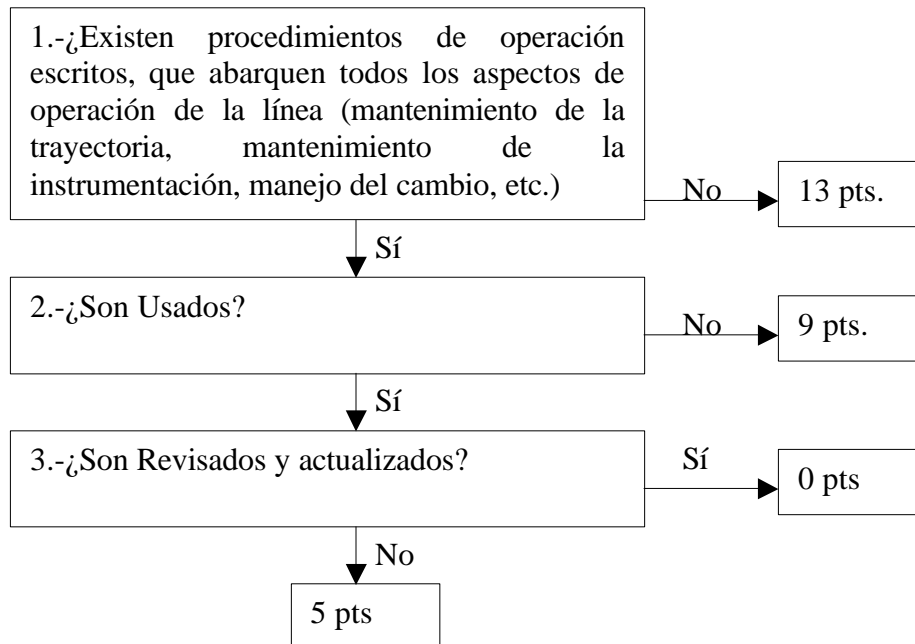 1.-¿Existen procedimientos de operación
escritos, que abarquen todos los aspectos de
operación de la línea (mantenimiento de la
trayectoria, mantenimiento de la
instrumentación, manejo del cambio, etc.)
No
13 pts.
Sí
2.-¿Son Usados?
No
9 pts.
Sí
3.-¿Son Revisados y actualizados?
Sí
0 pts
No
5 pts